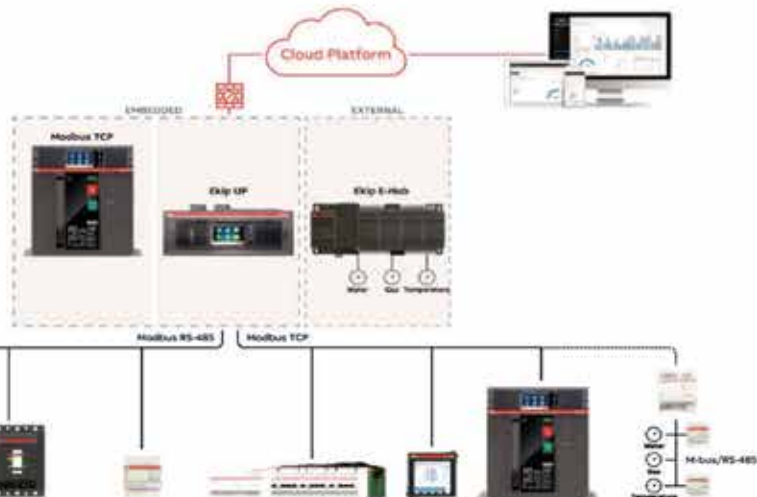 Cloud Platform
EMBEDDED
EXTERNAL
Modbus TCP
Ekip UP
Ekip E-Hub
Water
Gas
Temperature
Modbus RS-485
Modbus TCP
Water
Gas
M-bus/RS-485